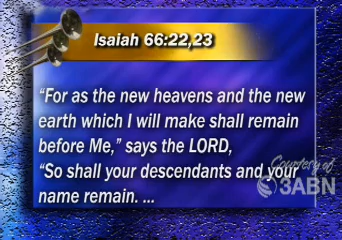 Isaiah 66:22,23
“For as the new heavens and the new
earth which I will make shall remain
before Me,” says the LORD,
“So shall your descendants and your
name remain. ...
Courtesy of
3ABN